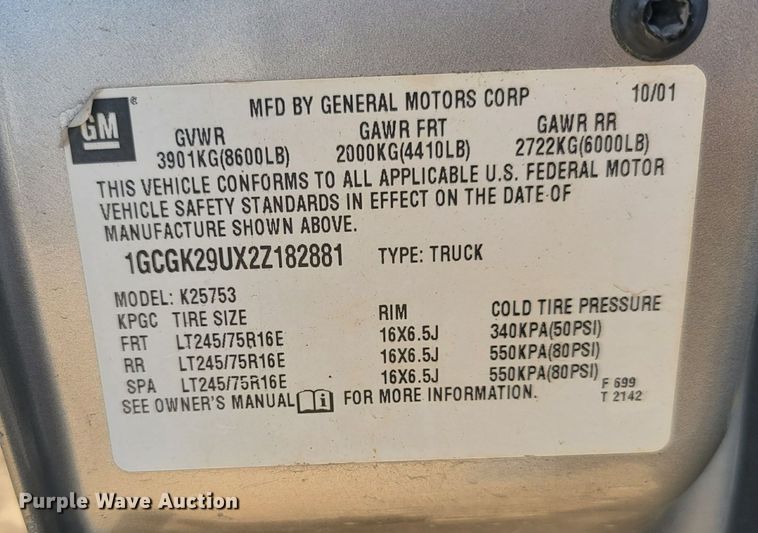 MFD BY GENERAL MOTORS CORP 10/01
GM
GVWR GAWR FRT GAWR RR
3901KG(8600LB) 2000KG(4410LB) 2722KG(6000LB)
THIS VEHICLE CONFORMS TO ALL APPLICABLE U.S. FEDERAL MOTOR
VEHICLE SAFETY STANDARDS IN EFFECT ON THE DATE OF
MANUFACTURE SHOWN ABOVE.
1GCGK29UX2Z182881 TYPE: TRUCK
MODEL: K25753
KPGC TIRE SIZE RIM COLD TIRE PRESSURE
FRT LT245/75R16E 16X6.5J 340KPA(50PSI)
RR LT245/75R16E 16X6.5J 550KPA(80PSI)
SPA LT245/75R16E 16X6.5J 550KPA(80PSI)
SEE OWNER'S MANUAL i FOR MORE INFORMATION.
F 699
T 2142
Purple Wave Auction